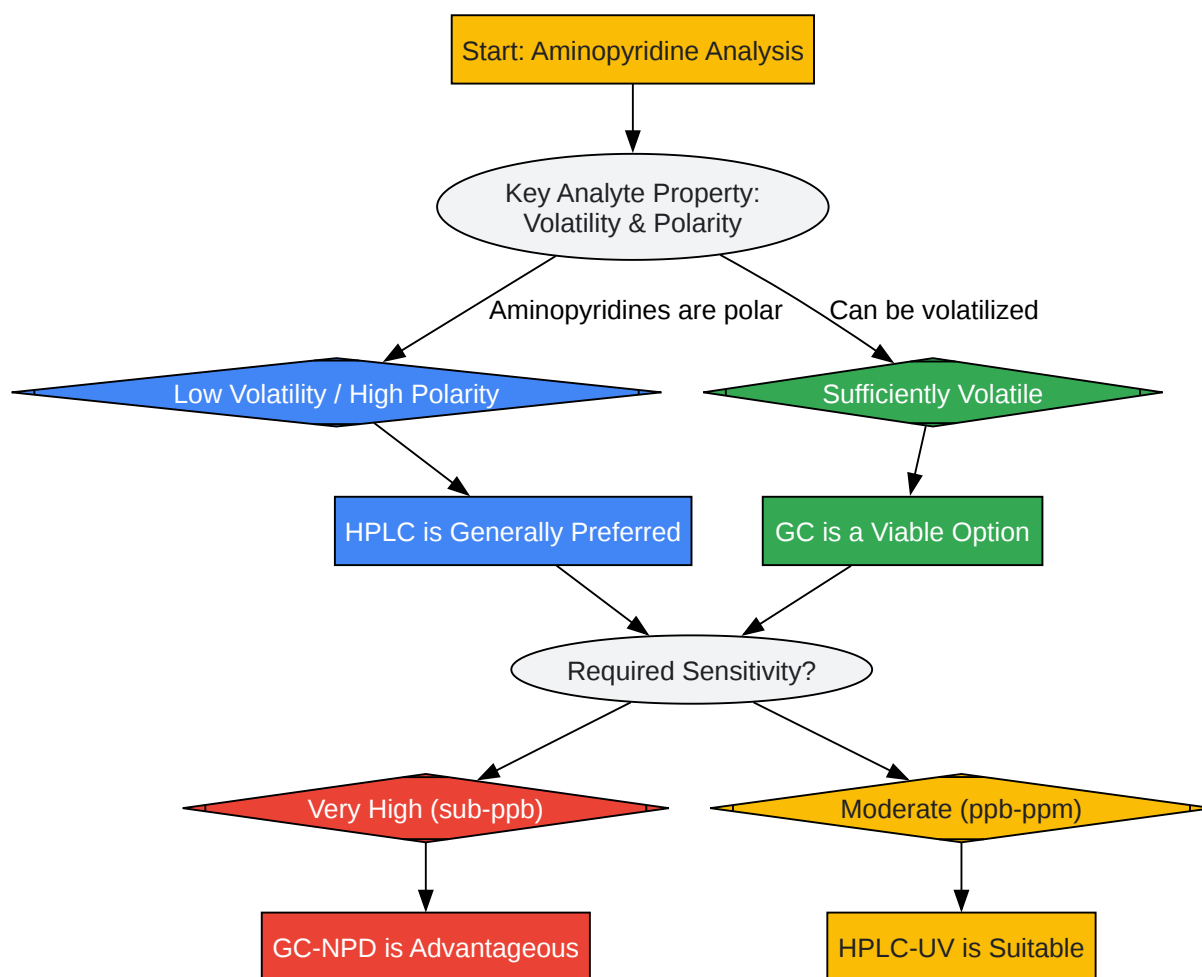 Start: Aminopyridine Analysis
Key Analyte Property:
Volatility & Polarity
Aminopyridines are polar
Can be volatilized
Low Volatility / High Polarity
Sufficiently Volatile
HPLC is Generally Preferred
GC is a Viable Option
Required Sensitivity?
Very High (sub-ppb)
Moderate (ppb-ppm)
GC-NPD is Advantageous
HPLC-UV is Suitable